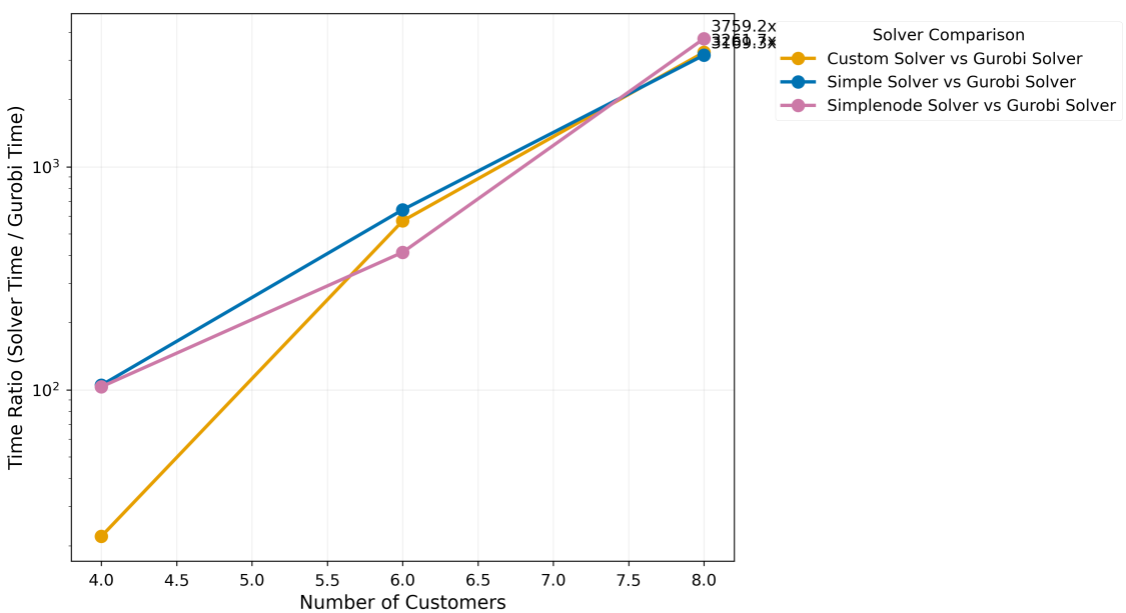 3759.2x
3169.3x
Solver Comparison
Custom Solver vs Gurobi Solver
Simple Solver vs Gurobi Solver
Simplenode Solver vs Gurobi Solver
Time Ratio (Solver Time / Gurobi Time)
10³
10²
4.0 4.5 5.0 5.5 6.0 6.5 7.0 7.5 8.0
Number of Customers